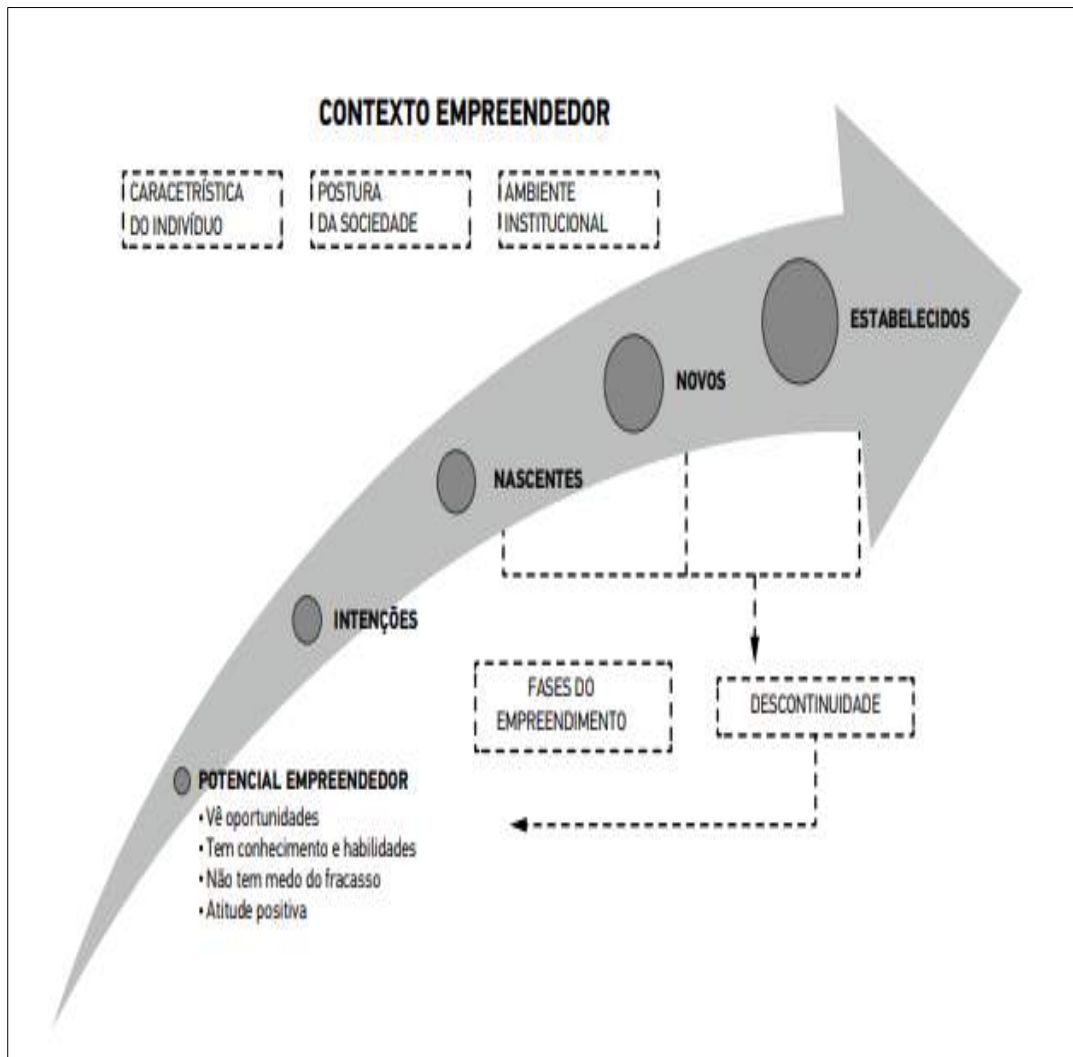 CONTEXTO EMPREENDEDOR
CARACETRÍSTICA
DO INDIVÍDUO
POSTURA
DA SOCIEDADE
AMBIENTE
INSTITUCIONAL
ESTABELECIDOS
NOVOS
NASCENTES
INTENÇÕES
FASES DO
EMPREENDIMENTO
DESCONTINUIDADE
POTENCIAL EMPREENDEDOR
• Vê oportunidades
• Tem conhecimento e habilidades
• Não tem medo do fracasso
• Atitude positiva